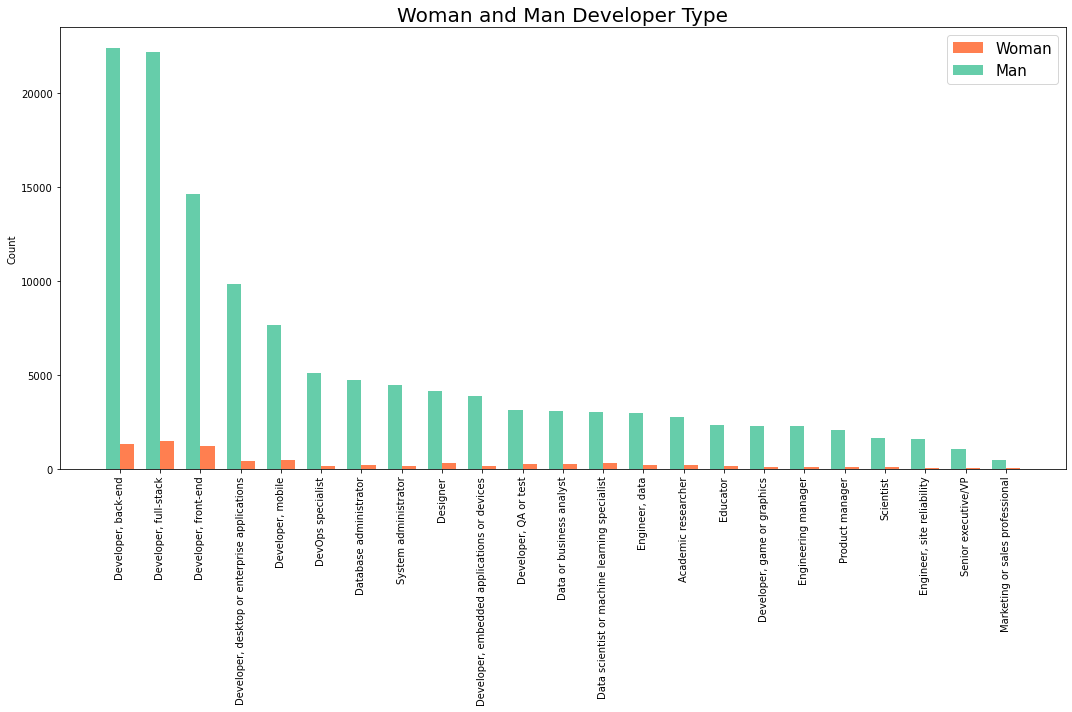 Woman and Man Developer Type
Woman
Man
Count
20000
15000
10000
5000
0
Developer, back-end
Developer, full-stack
Developer, front-end
Developer, desktop or enterprise applications
Developer, mobile
DevOps specialist
Database administrator
System administrator
Designer
Developer, embedded applications or devices
Developer, QA or test
Data or business analyst
Data scientist or machine learning specialist
Engineer, data
Academic researcher
Educator
Developer, game or graphics
Engineering manager
Product manager
Scientist
Engineer, site reliability
Senior executive/VP
Marketing or sales professional